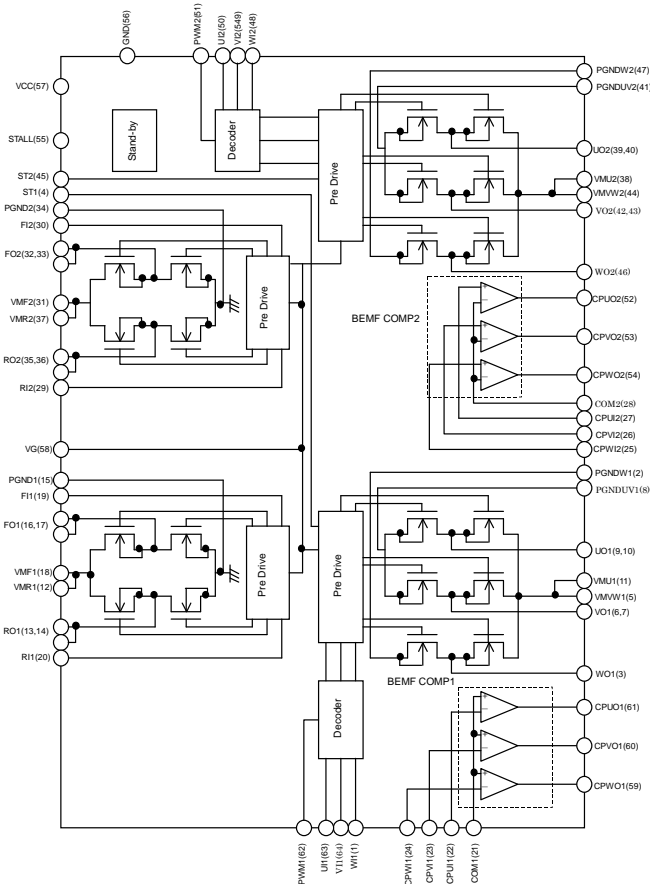 GND(56)
PWM2(51)
UI2(50)
VI2(549)
WI2(48)
VCC(57)
STALL(55)
ST2(45)
ST1(4)
PGND2(34)
FI2(30)
FO2(32,33)
VMF2(31)
VMR2(37)
RO2(35,36)
RI2(29)
VG(58)
PGND1(15)
FI1(19)
FO1(16,17)
VMF1(18)
VMR1(12)
RO1(13,14)
RI1(20)
Stand-by
Decoder
Pre Drive
Pre Drive
Pre Drive
Pre Drive
Decoder
PGNDW2(47)
PGNDUV2(41)
UO2(39,40)
VMU2(38)
VMVW2(44)
VO2(42,43)
WO2(46)
BEMF COMP2
+
-
+
-
+
-
CPUO2(52)
CPVO2(53)
CPWO2(54)
COM2(28)
CPUI2(27)
CPVI2(26)
CPWI2(25)
PGNDW1(2)
PGNDUV1(8)
UO1(9,10)
VMU1(11)
VMVW1(5)
VO1(6,7)
WO1(3)
BEMF COMP1
+
-
+
-
+
-
CPUO1(61)
CPVO1(60)
CPWO1(59)
PWM1(62)
UI1(63)
VI1(64)
WI1(1)
CPWI1(24)
CPVI1(23)
CPUI1(22)
COM1(21)